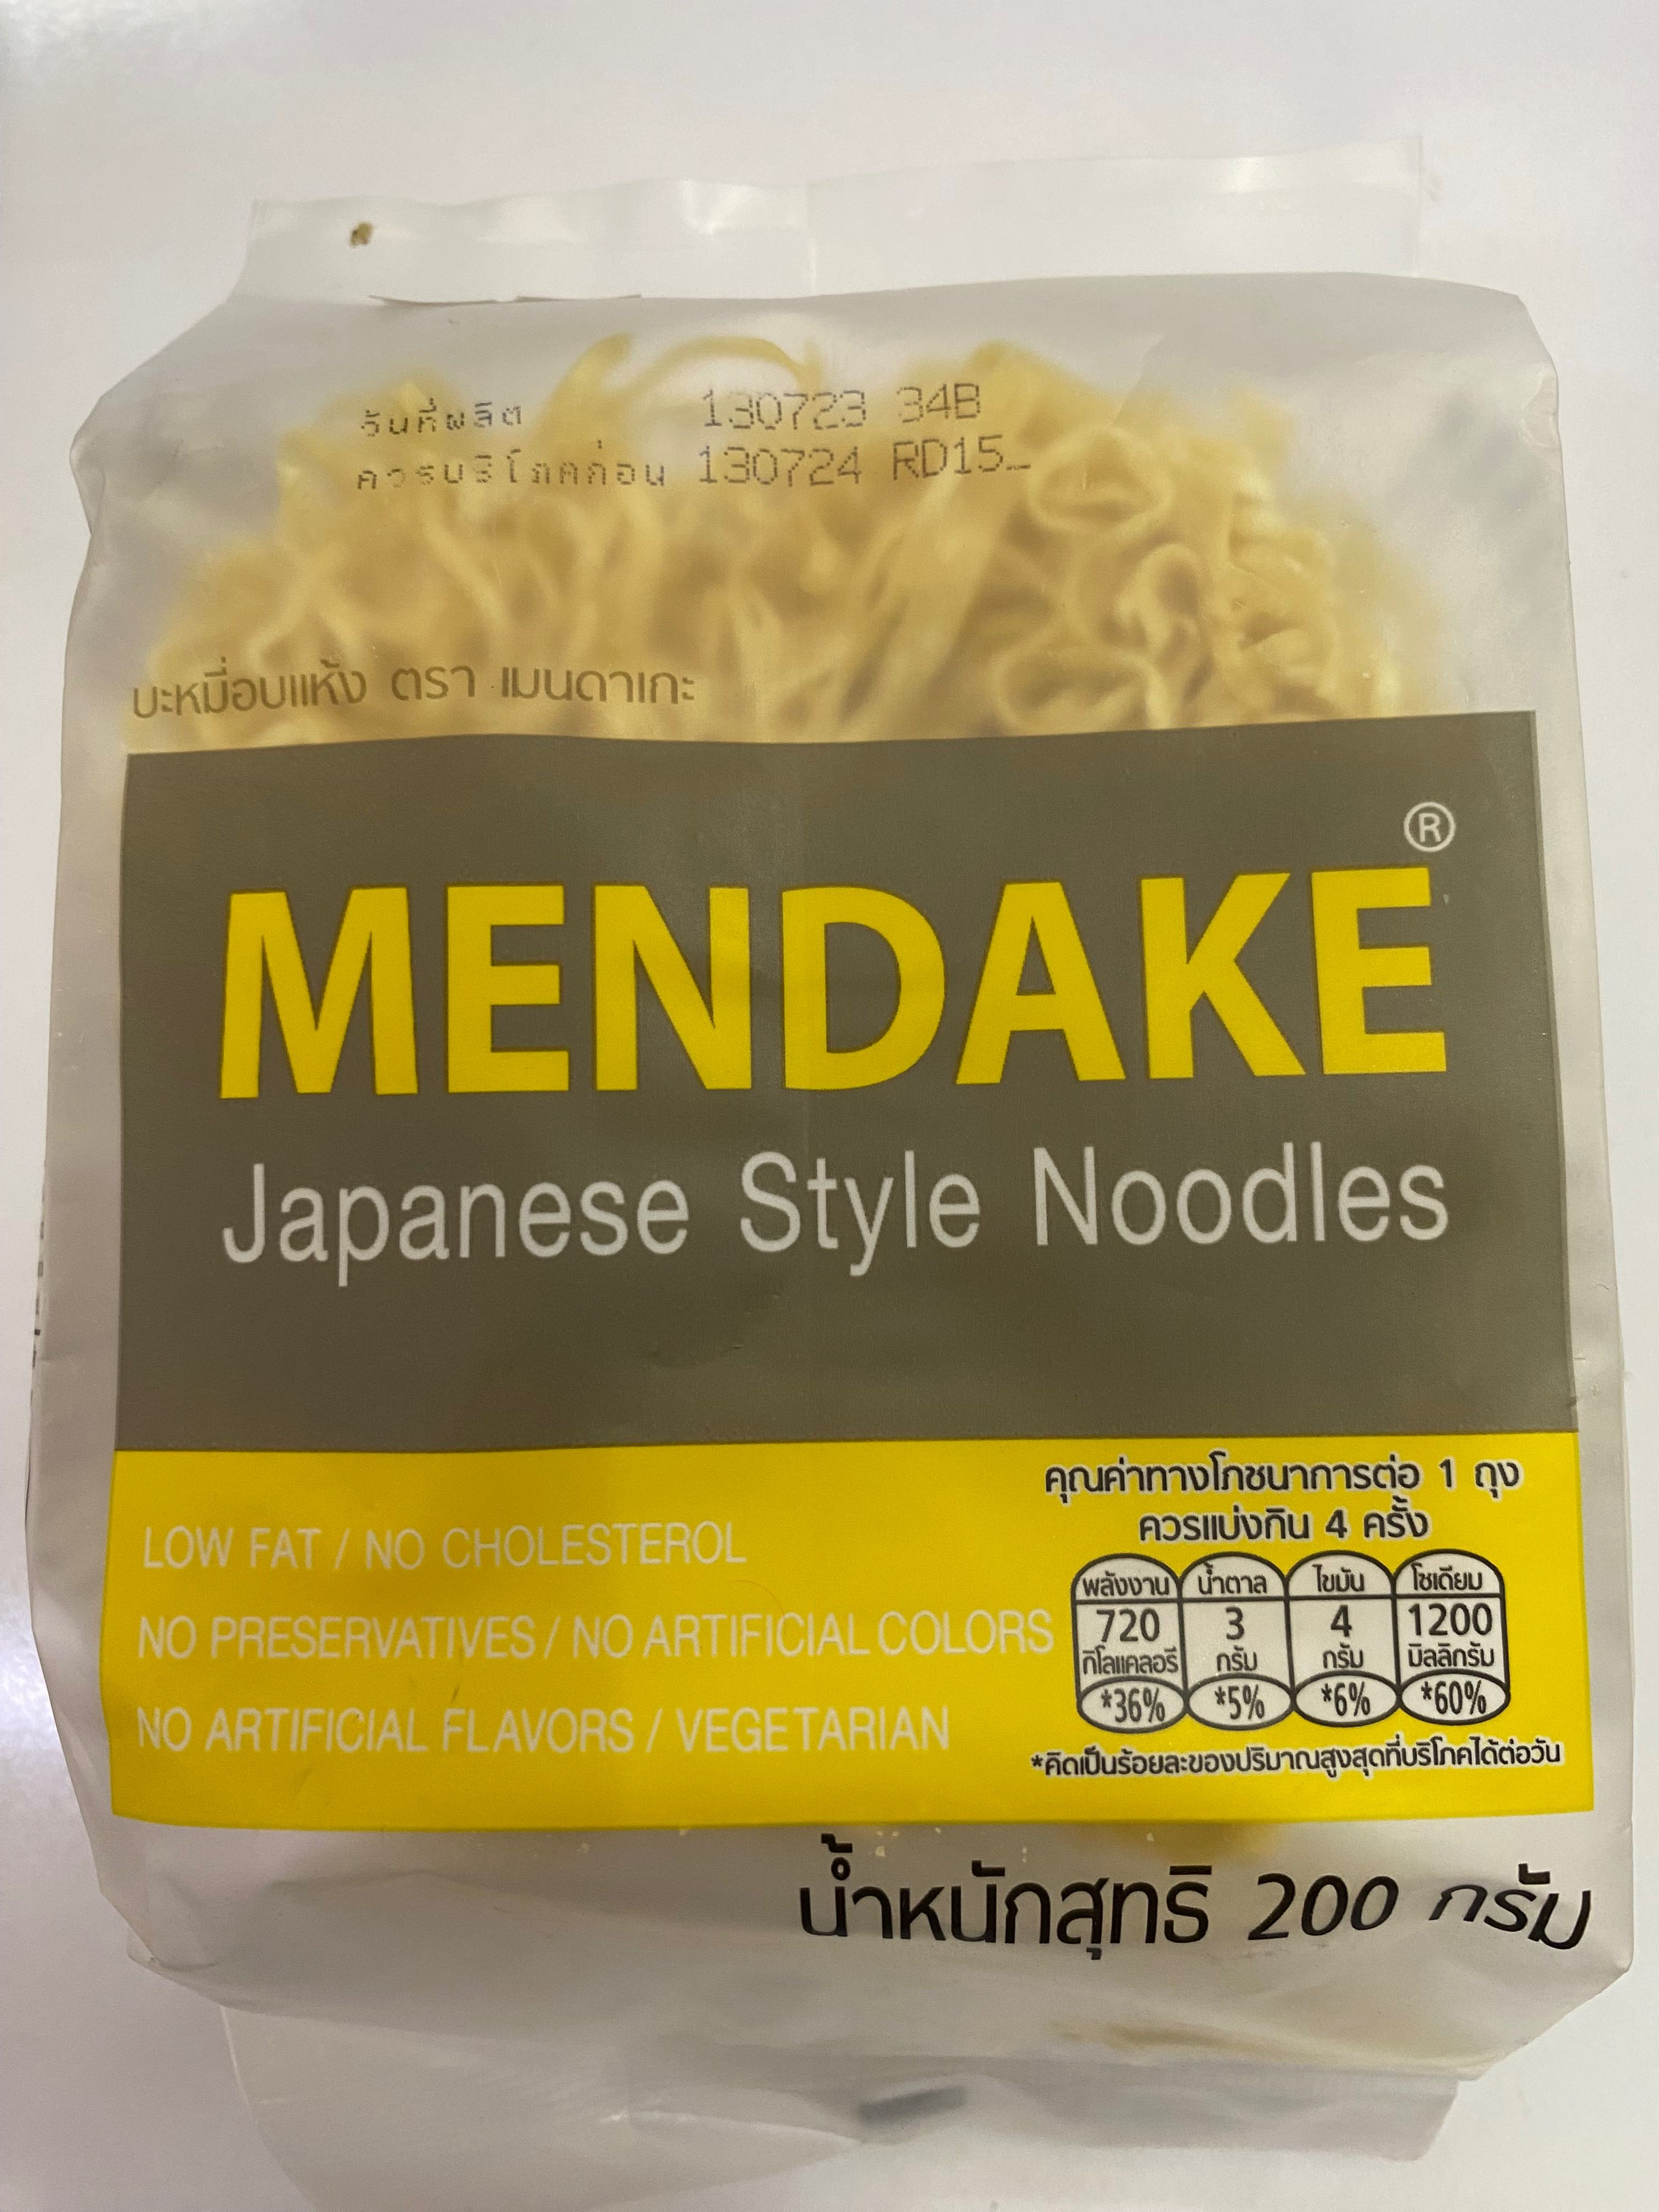 วันที่ผลิต 130723 34B
ควรบริโภคก่อน 130724 RD15
บะหมี่อบแห้ง ตรา เมนดาเกะ
®
MENDAKE
Japanese Style Noodles
คุณค่าทางโภชนาการต่อ 1 ถุง
ควรแบ่งกิน 4 ครั้ง
LOW FAT / NO CHOLESTEROL
NO PRESERVATIVES / NO ARTIFICIAL COLORS
NO ARTIFICIAL FLAVORS / VEGETARIAN
พลังงาน น้ำตาล ไขมัน โซเดียม
720 3 4 1200
กิโลแคลอรี กรัม กรัม มิลลิกรัม
*36% *5% *6% *60%
*คิดเป็นร้อยละของปริมาณสูงสุดที่บริโภคได้ต่อวัน
น้ำหนักสุทธิ 200 กรัม